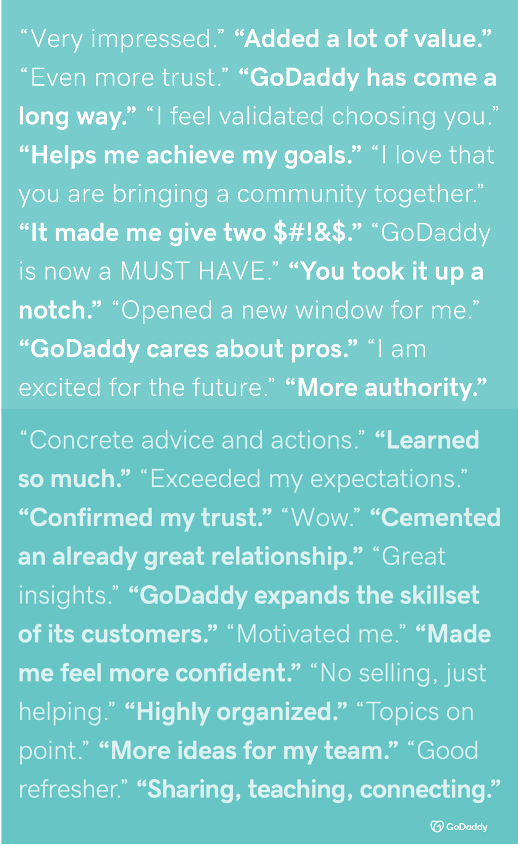 “Very impressed.” “Added a lot of value.”
“Even more trust.” “GoDaddy has come a
long way.” “I feel validated choosing you.”
“Helps me achieve my goals.” “I love that
you are bringing a community together.”
“It made me give two $#!&$.” “GoDaddy
is now a MUST HAVE.” “You took it up a
notch.” “Opened a new window for me.”
“GoDaddy cares about pros.” “I am
excited for the future.” “More authority.”
“Concrete advice and actions.” “Learned
so much.” “Exceeded my expectations.”
“Confirmed my trust.” “Wow.” “Cemented
an already great relationship.” “Great
insights.” “GoDaddy expands the skillset
of its customers.” “Motivated me.” “Made
me feel more confident.” “No selling, just
helping.” “Highly organized.” “Topics on
point.” “More ideas for my team.” “Good
refresher.” “Sharing, teaching, connecting.”
GoDaddy